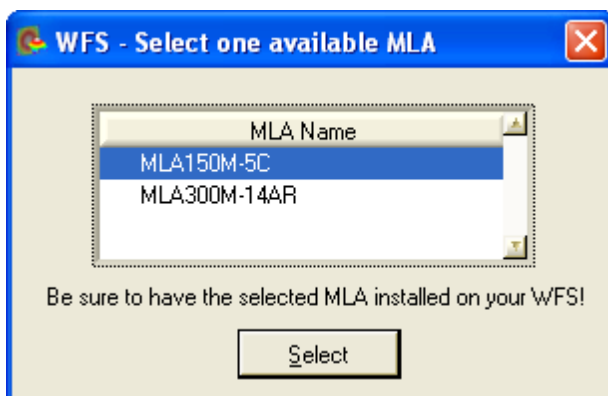 WFS - Select one available MLA
MLA Name
MLA150M-5C
MLA300M-14AR
Be sure to have the selected MLA installed on your WFS!
Select